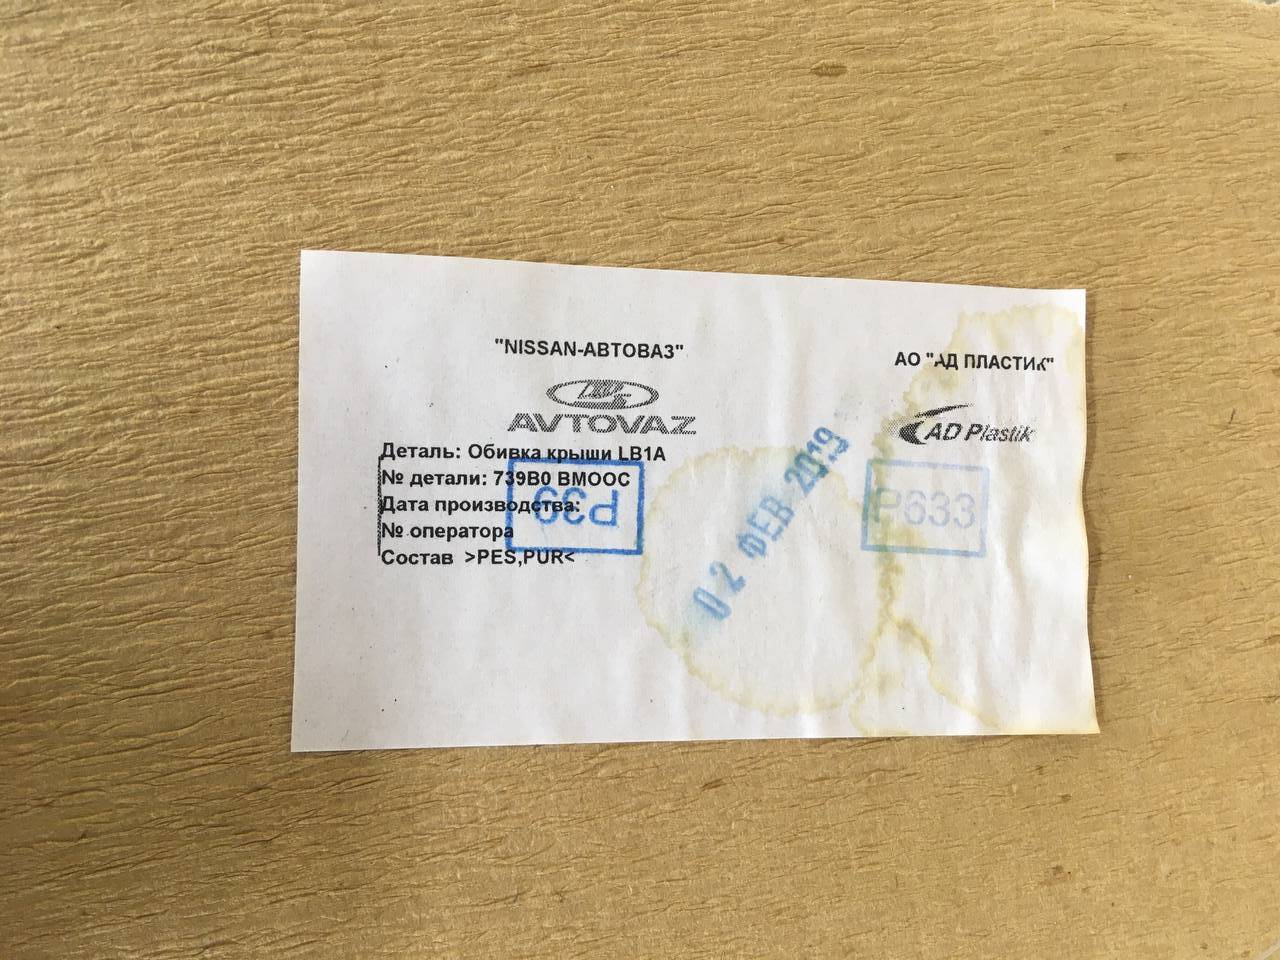 "NISSAN-АВТОВАЗ"
АО "АД ПЛАСТИК"
AVTOVAZ
AD Plastik
Деталь: Обивка крыши LB1A
№ детали: 739B0 BMOOC
Дата производства:
№ оператора
Состав >PES,PUR<
P39
02 ФЕВ 2019
P633